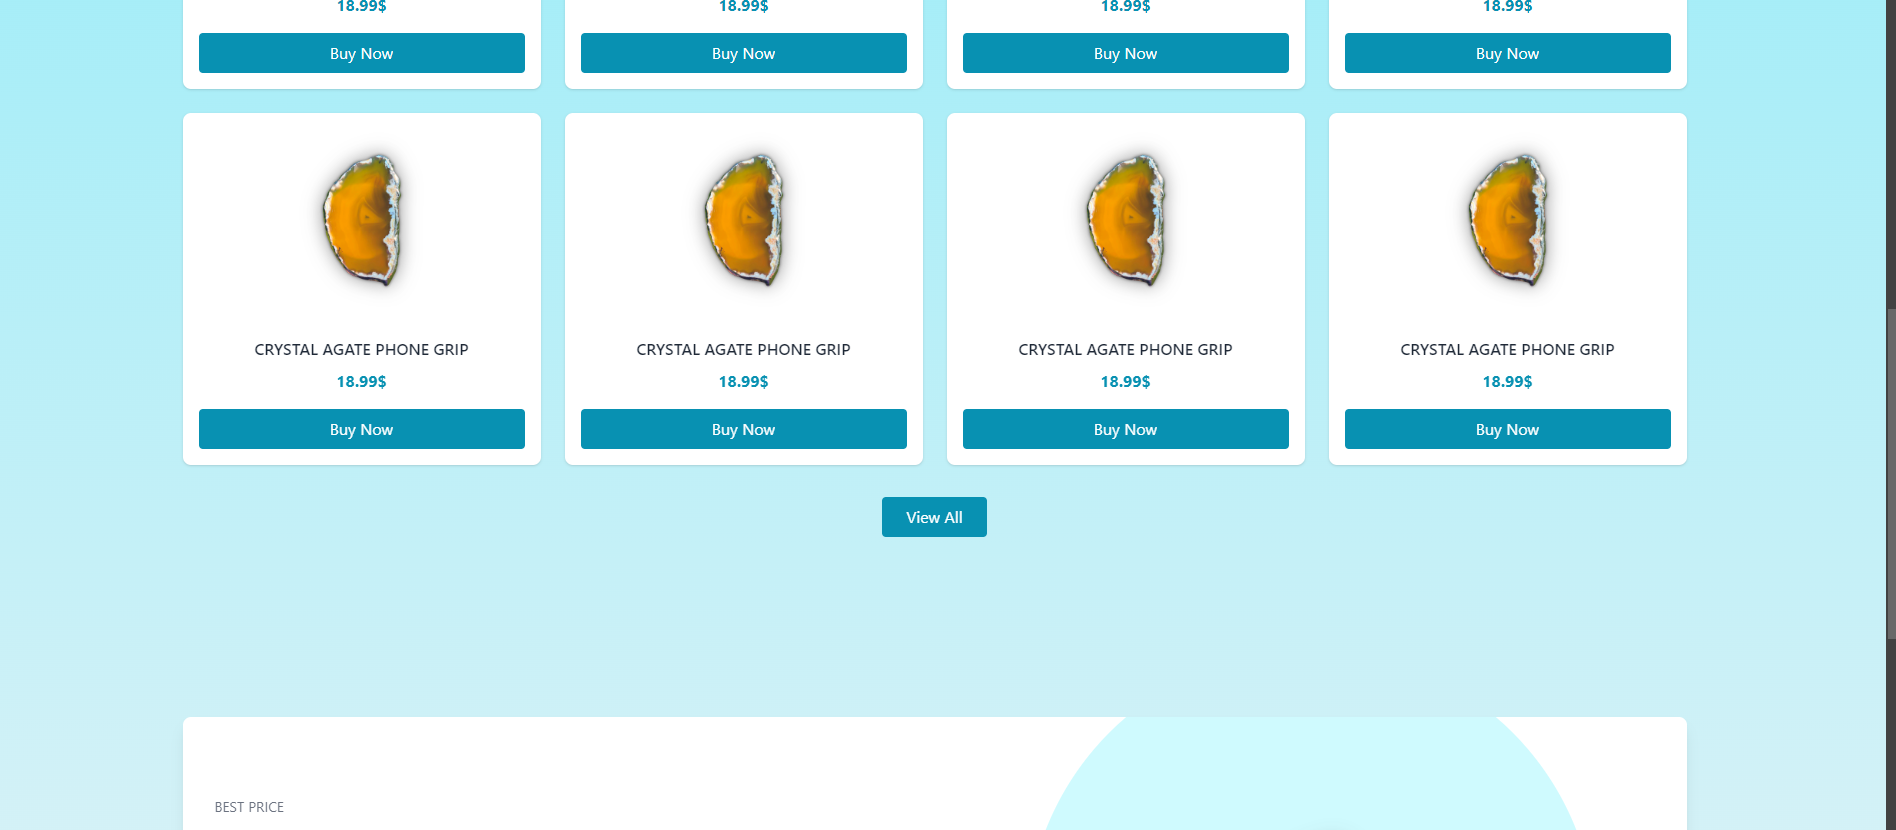 18.99$ 18.99$ 18.99$ 18.99$
Buy Now Buy Now Buy Now Buy Now
CRYSTAL AGATE PHONE GRIP CRYSTAL AGATE PHONE GRIP CRYSTAL AGATE PHONE GRIP CRYSTAL AGATE PHONE GRIP
18.99$ 18.99$ 18.99$ 18.99$
Buy Now Buy Now Buy Now Buy Now
View All
BEST PRICE